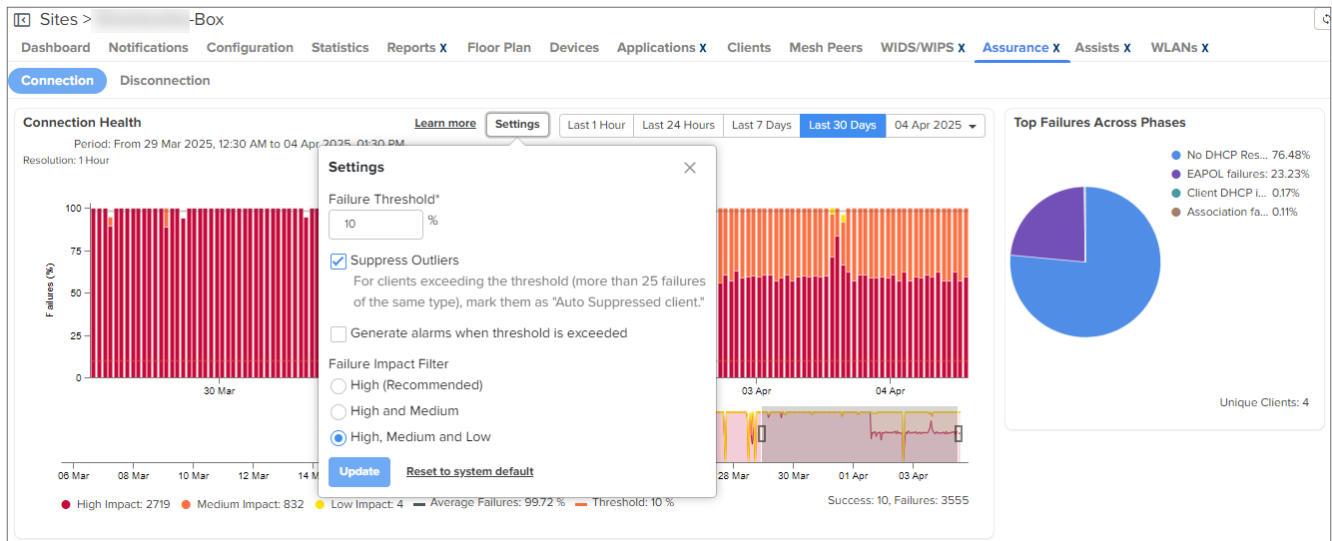 Sites > -Box
Dashboard Notifications Configuration Statistics Reports X Floor Plan Devices Applications X Clients Mesh Peers WIDS/WIPS X Assurance X Assists X WLANs X
Connection Disconnection
Connection Health Learn more Settings Last 1 Hour Last 24 Hours Last 7 Days Last 30 Days 04 Apr 2025
Period: From 29 Mar 2025, 12:30 AM to 04 Apr 2025, 01:30 PM
Resolution: 1 Hour
Failures (%)
100
75
50
25
0
30 Mar
03 Apr
04 Apr
Settings
Failure Threshold*
10 %
Suppress Outliers
For clients exceeding the threshold (more than 25 failures
of the same type), mark them as "Auto Suppressed client."
Generate alarms when threshold is exceeded
Failure Impact Filter
High (Recommended)
High and Medium
High, Medium and Low
Update Reset to system default
06 Mar 08 Mar 10 Mar 12 Mar 14 M 28 Mar 30 Mar 01 Apr 03 Apr
High Impact: 2719 Medium Impact: 832 Low Impact: 4 Average Failures: 99.72 % Threshold: 10 %
Success: 10, Failures: 3555
Top Failures Across Phases
No DHCP Res... 76.48%
EAPOL failures: 23.23%
Client DHCP i... 0.17%
Association fa... 0.11%
Unique Clients: 4